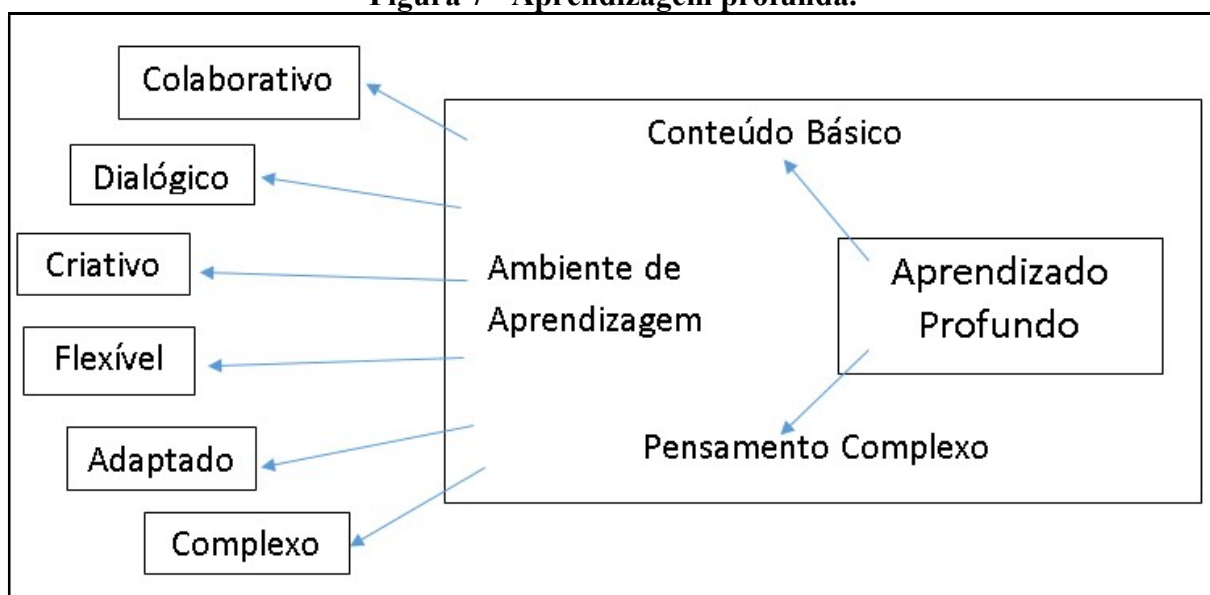 Figura 7 - Aprendizagem profunda.
Colaborativo
Dialógico
Criativo
Flexível
Adaptado
Complexo
Conteúdo Básico
Ambiente de
Aprendizagem
Aprendizado
Profundo
Pensamento Complexo